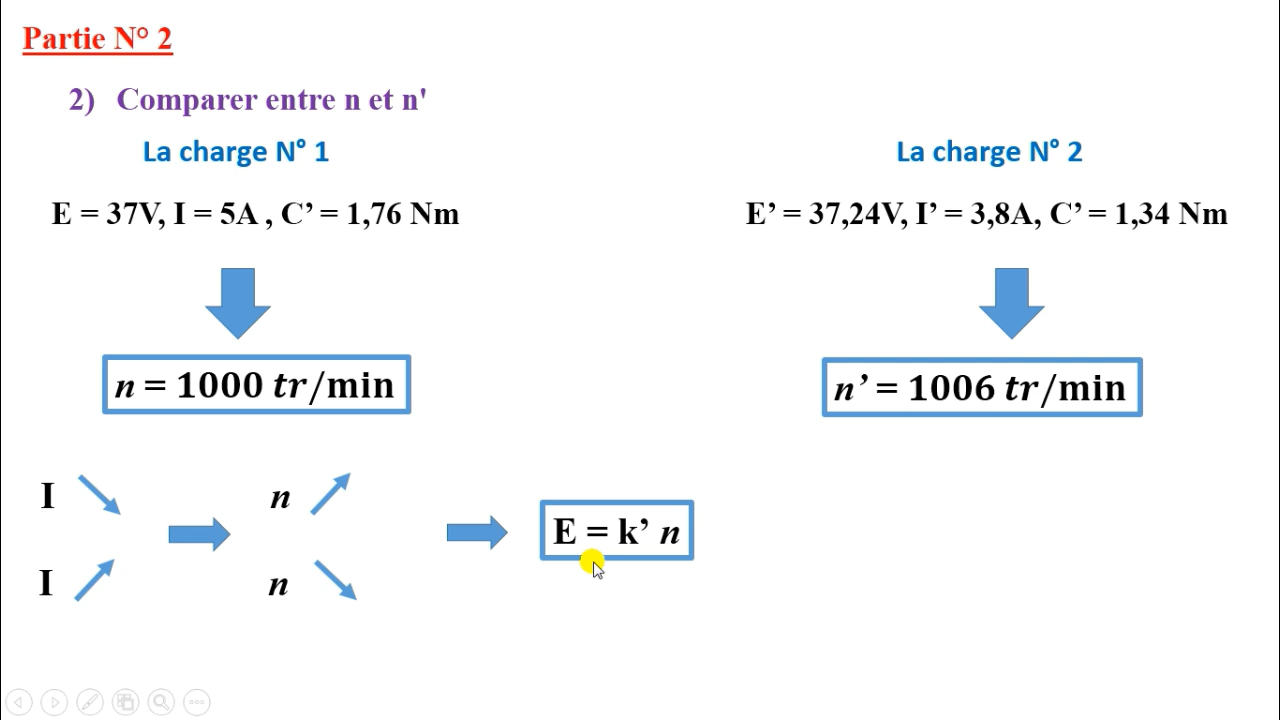 Partie N° 2
2) Comparer entre n et n'
La charge N° 1
La charge N° 2
E = 37V, I = 5A , C’ = 1,76 Nm
E’ = 37,24V, I’ = 3,8A, C’ = 1,34 Nm
n = 1000 tr/min
n’ = 1006 tr/min
I
n
E = k’ n
I
n